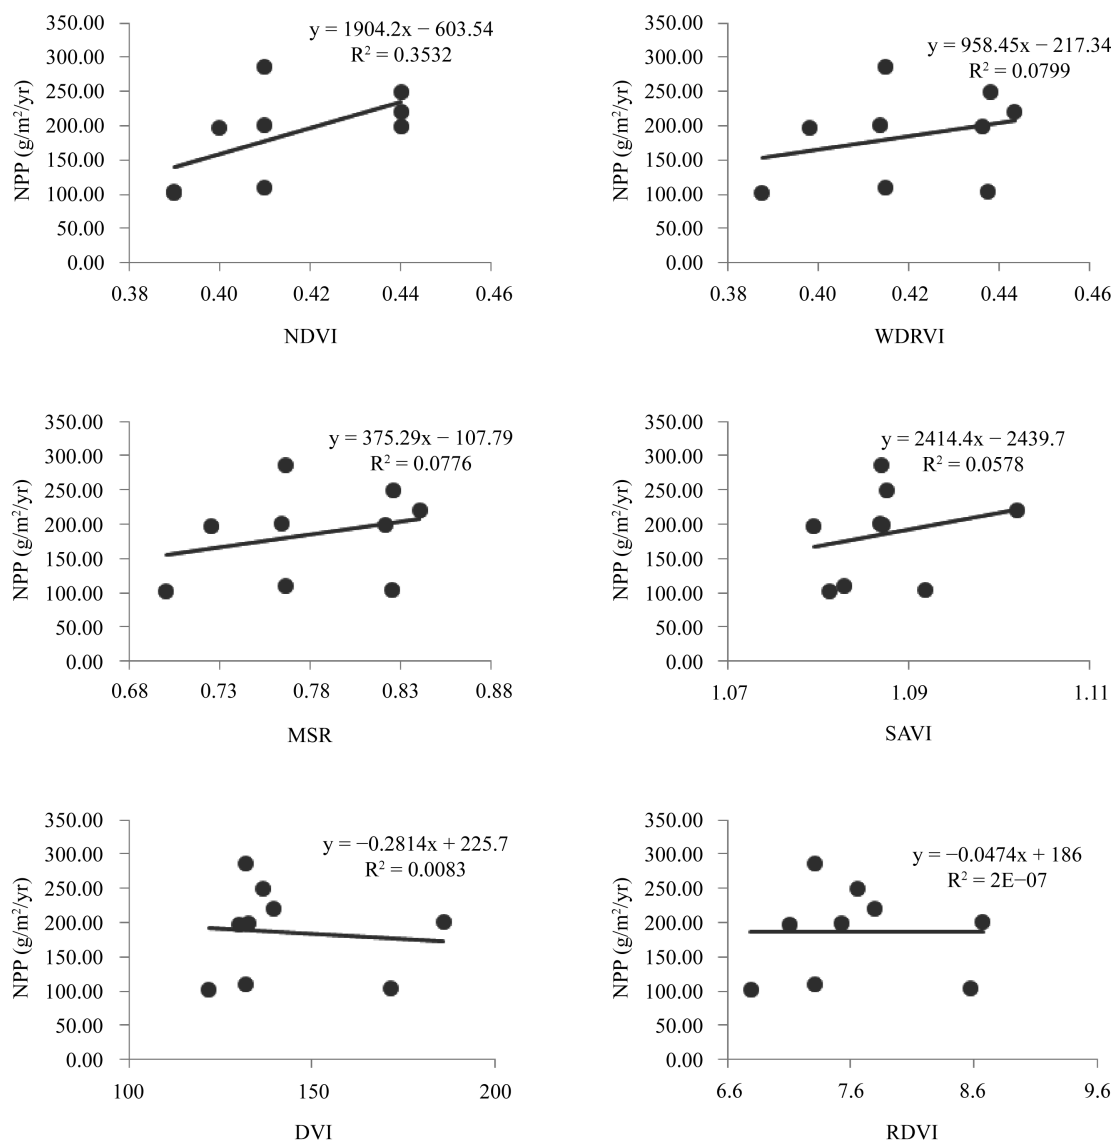 350.00
300.00
250.00
200.00
150.00
100.00
50.00
0.00
NPP (g/m²/yr)
y = 1904.2x − 603.54
R² = 0.3532
0.38 0.40 0.42 0.44 0.46
NDVI
350.00
300.00
250.00
200.00
150.00
100.00
50.00
0.00
NPP (g/m²/yr)
y = 958.45x − 217.34
R² = 0.0799
0.38 0.40 0.42 0.44 0.46
WDRVI
350.00
300.00
250.00
200.00
150.00
100.00
50.00
0.00
NPP (g/m²/yr)
y = 375.29x − 107.79
R² = 0.0776
0.68 0.73 0.78 0.83 0.88
MSR
350.00
300.00
250.00
200.00
150.00
100.00
50.00
0.00
NPP (g/m²/yr)
y = 2414.4x − 2439.7
R² = 0.0578
1.07 1.09 1.11
SAVI
350.00
300.00
250.00
200.00
150.00
100.00
50.00
0.00
NPP (g/m²/yr)
y = −0.2814x + 225.7
R² = 0.0083
100 150 200
DVI
350.00
300.00
250.00
200.00
150.00
100.00
50.00
0.00
NPP (g/m²/yr)
y = −0.0474x + 186
R² = 2E−07
6.6 7.6 8.6 9.6
RDVI